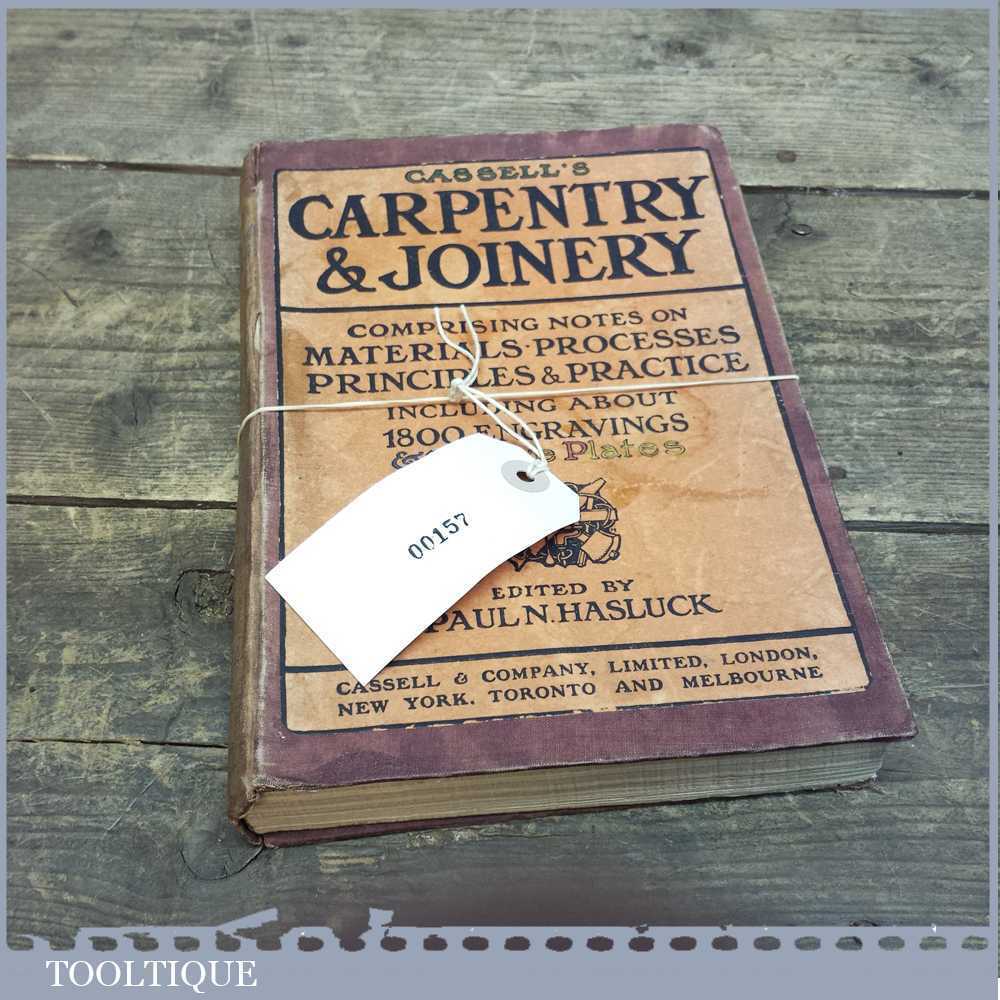 CASSELL'S
CARPENTRY
& JOINERY
COMPRISING NOTES ON
MATERIALS·PROCESSES
PRINCIPLES & PRACTICE
INCLUDING ABOUT
1800 ENGRAVINGS
& Plates
00157
EDITED BY
PAUL N. HASLUCK
CASSELL & COMPANY, LIMITED, LONDON,
NEW YORK. TORONTO AND MELBOURNE
TOOLTIQUE